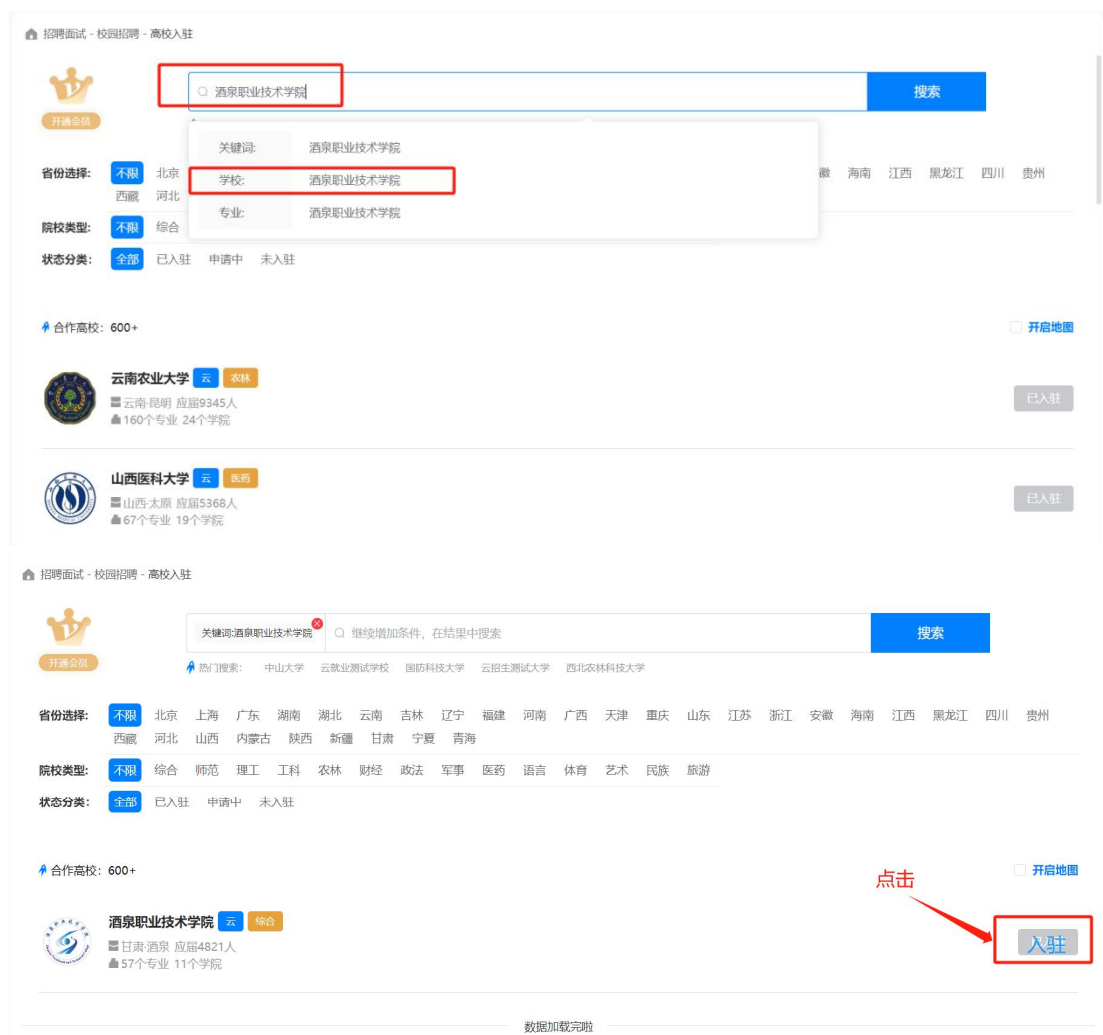 招聘面试 - 校园招聘 - 高校入驻
酒泉职业技术学院 搜索
开通会员
关键词: 酒泉职业技术学院
学校: 酒泉职业技术学院
专业: 酒泉职业技术学院
省份选择: 不限 北京 徽 海南 江西 黑龙江 四川 贵州
西藏 河北
院校类型: 不限 综合
状态分类: 全部 已入驻 申请中 未入驻
合作高校: 600+ 开启地图
云南农业大学 云 农林
云南·昆明 应届9345人 已入驻
160个专业 24个学院
山西医科大学 云 医药
山西·太原 应届5368人 已入驻
67个专业 19个学院
招聘面试 - 校园招聘 - 高校入驻
关键词:酒泉职业技术学院 继续增加条件，在结果中搜索 搜索
开通会员 热门搜索: 中山大学 云就业测试学校 国防科技大学 云招生测试大学 西北农林科技大学
省份选择: 不限 北京 上海 广东 湖南 湖北 云南 吉林 辽宁 福建 河南 广西 天津 重庆 山东 江苏 浙江 安徽 海南 江西 黑龙江 四川 贵州
西藏 河北 山西 内蒙古 陕西 新疆 甘肃 宁夏 青海
院校类型: 不限 综合 师范 理工 工科 农林 财经 政法 军事 医药 语言 体育 艺术 民族 旅游
状态分类: 全部 已入驻 申请中 未入驻
合作高校: 600+ 开启地图
点击
酒泉职业技术学院 云 综合
甘肃·酒泉 应届4821人 入驻
57个专业 11个学院
数据加载完啦